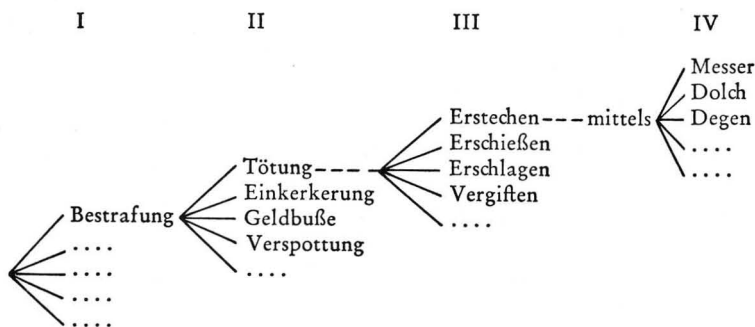 I II III IV
Messer
Dolch
Erstechen---mittels Degen
Erschießen ....
Tötung---- Erschlagen ....
Einkerkerung Vergiften
Bestrafung Geldbuße ....
.... Verspottung
.... ....
....
....